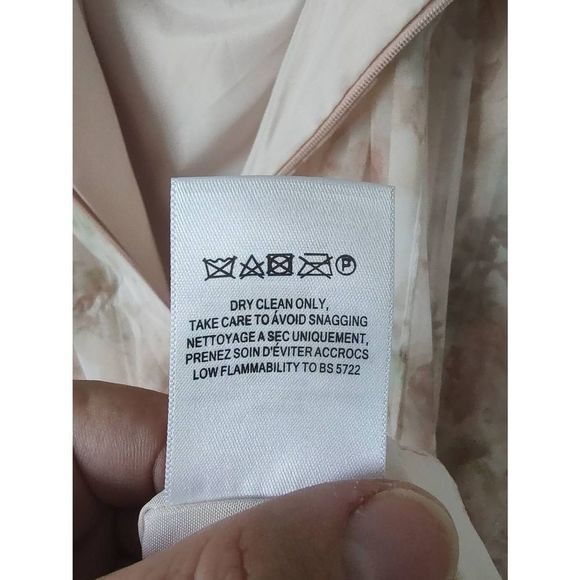 P
DRY CLEAN ONLY,
TAKE CARE TO ÁVOID SNAGGING
NETTOYAGE A SEC UNIQUEMENT,
PRENEZ SOIN D'ÉVITER ACCROCS
LOW FLAMMABILITY TO BS 5722